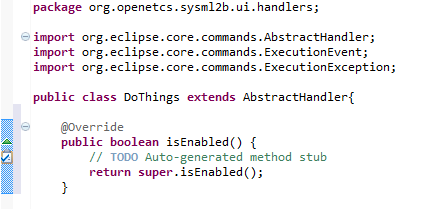 package org.openetcs.sysml2b.ui.handlers;
import org.eclipse.core.commands.AbstractHandler;
import org.eclipse.core.commands.ExecutionEvent;
import org.eclipse.core.commands.ExecutionException;
public class DoThings extends AbstractHandler{
@Override
public boolean isEnabled() {
// TODO Auto-generated method stub
return super.isEnabled();
}